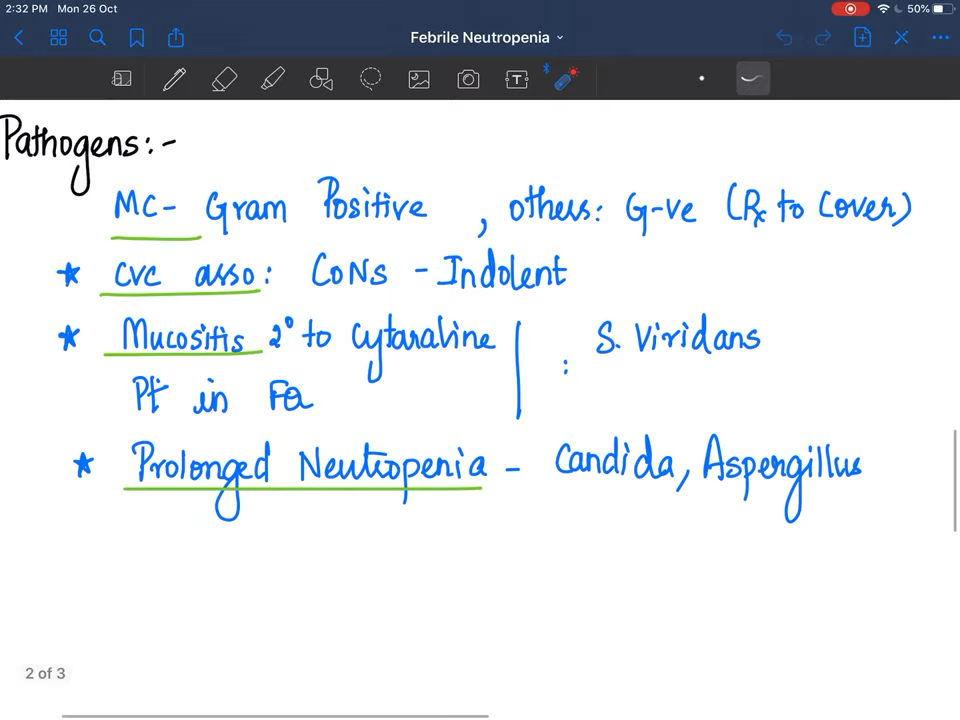 2:32 PM Mon 26 Oct 50%
Febrile Neutropenia
Pathogens:-
MC- Gram Positive, others: G-ve (Rx to Cover)
CVC asso: CoNS - Indolent
Mucositis 2° to Cytarabine : S. Viridans
Pt in FQ
Prolonged Neutropenia - Candida, Aspergillus
2 of 3